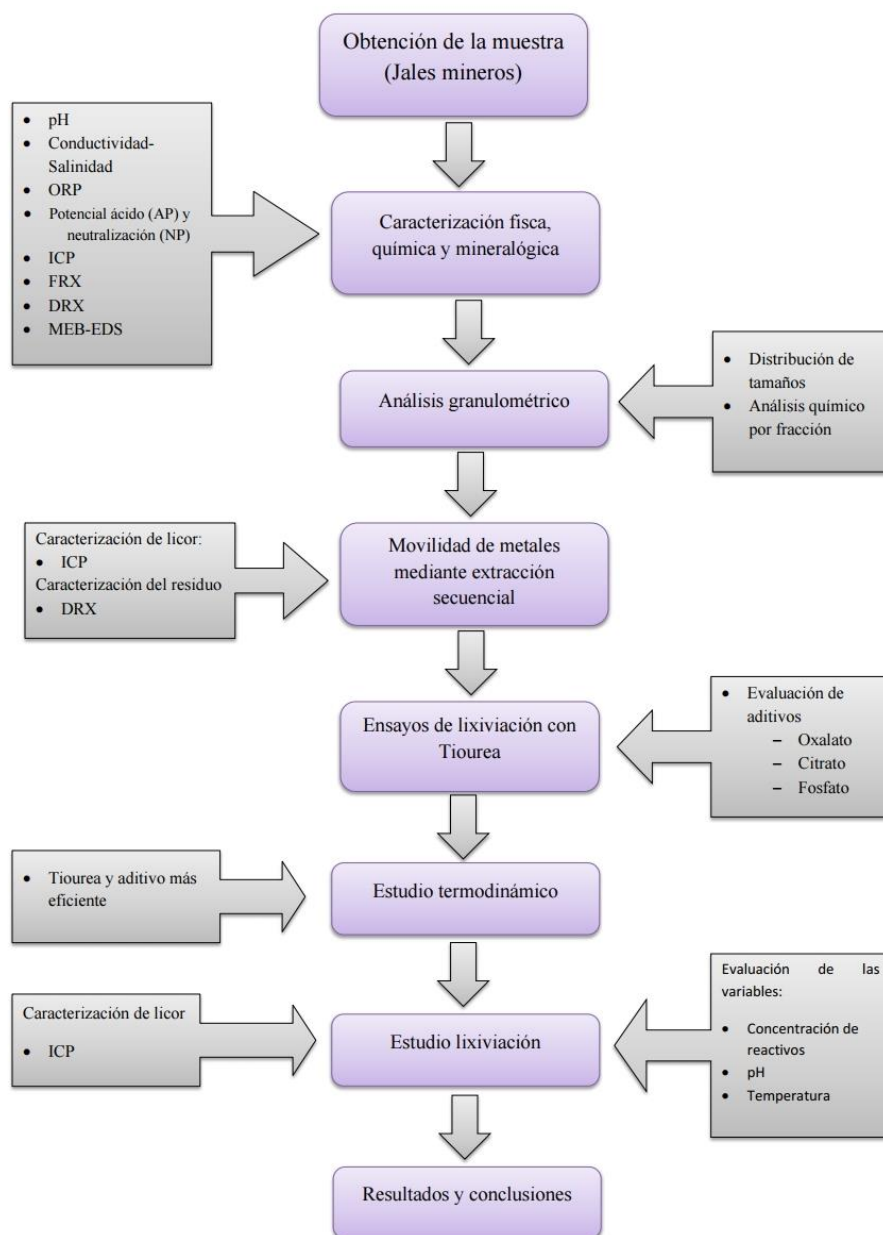 Obtención de la muestra
(Jales mineros)
• pH
• Conductividad-
Salinidad
• ORP
• Potencial ácido (AP) y
neutralización (NP)
• ICP
• FRX
• DRX
• MEB-EDS
Caracterización físca,
química y mineralógica
Análisis granulométrico
• Distribución de
tamaños
• Análisis químico
por fracción
Caracterización de licor:
• ICP
Caracterización del residuo
• DRX
Movilidad de metales
mediante extracción
secuencial
Ensayos de lixiviación con
Tiourea
• Evaluación de
aditivos
– Oxalato
– Citrato
– Fosfato
• Tiourea y aditivo más
eficiente
Estudio termodinámico
Caracterización de licor
• ICP
Estudio lixiviación
Evaluación de las
variables:
• Concentración de
reactivos
• pH
• Temperatura
Resultados y conclusiones